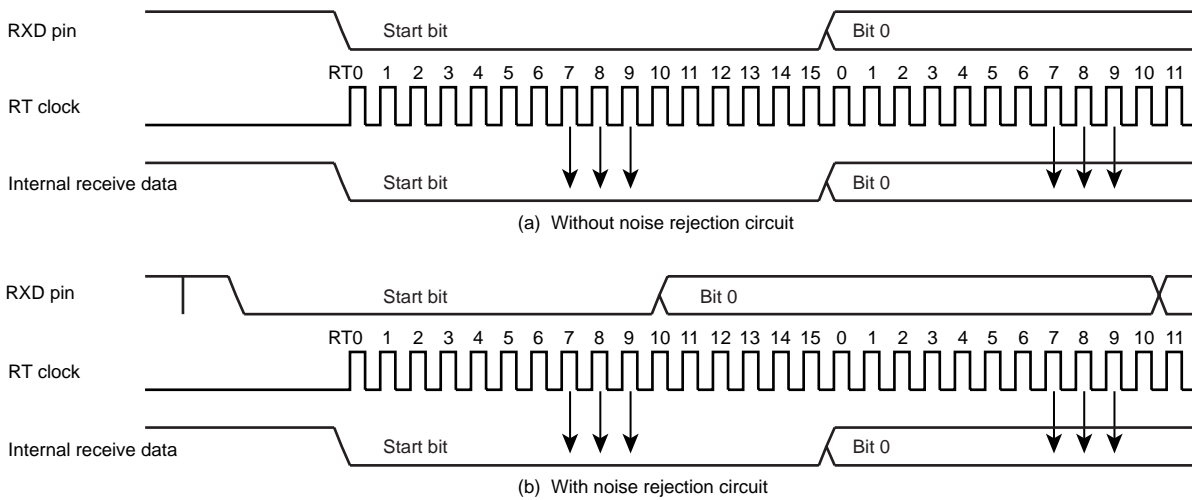 RXD pin Start bit Bit 0
RT0 1 2 3 4 5 6 7 8 9 10 11 12 13 14 15 0 1 2 3 4 5 6 7 8 9 10 11
RT clock
Internal receive data Start bit Bit 0
(a) Without noise rejection circuit
RXD pin Start bit Bit 0
RT0 1 2 3 4 5 6 7 8 9 10 11 12 13 14 15 0 1 2 3 4 5 6 7 8 9 10 11
RT clock
Internal receive data Start bit Bit 0
(b) With noise rejection circuit